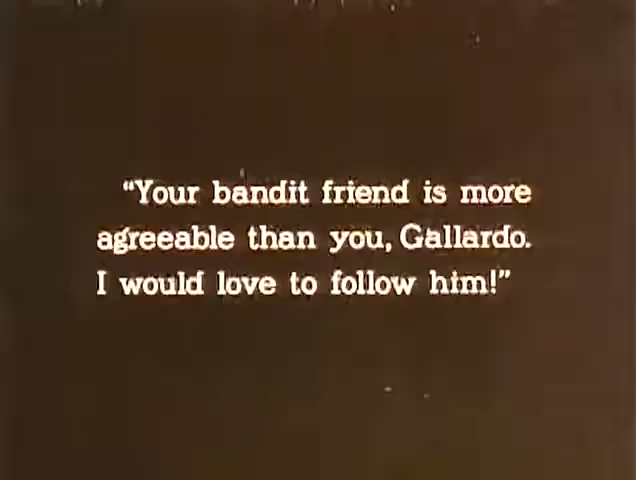 "Your bandit friend is more
agreeable than you, Gallardo.
I would love to follow him!"